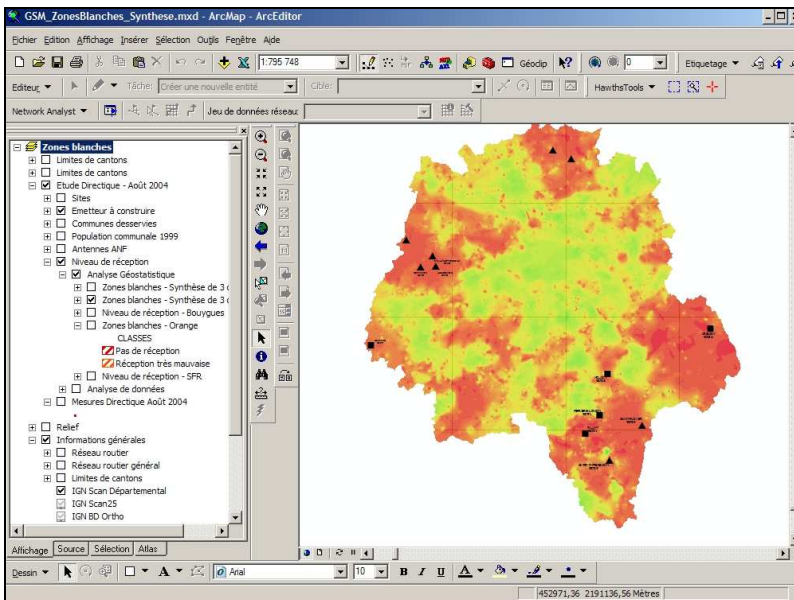 GSM_ZonesBlanches_Synthese.mxd - ArcMap - ArcEditor
Fichier Edition Affichage Insérer Sélection Outils Fenêtre Aide
1:795 748
Géoclip
0
Etiquetage
Editeur
Tâche: Créer une nouvelle entité
Cible:
HawthsTools
Network Analyst
Jeu de données réseau:
Zones blanches
Limites de cantons
Limites de cantons
Etude Directique - Août 2004
Sites
Emetteur à construire
Communes desservies
Population communale 1999
Antennes ANF
Niveau de réception
Analyse Géostatistique
Zones blanches - Synthèse de 3
Zones blanches - Synthèse de 3
Niveau de réception - Bouygues
Zones blanches - Orange
CLASSES
Pas de réception
Réception très mauvaise
Niveau de réception - SFR
Analyse de données
Mesures Directique Août 2004
Relief
Informations générales
Réseau routier
Réseau routier général
Limites de cantons
IGN Scan Départemental
IGN Scan25
IGN BD Ortho
Affichage Source Sélection Atlas
Dessin
A
Arial
10
B I U A
452971,36 2191136,56 Mètres